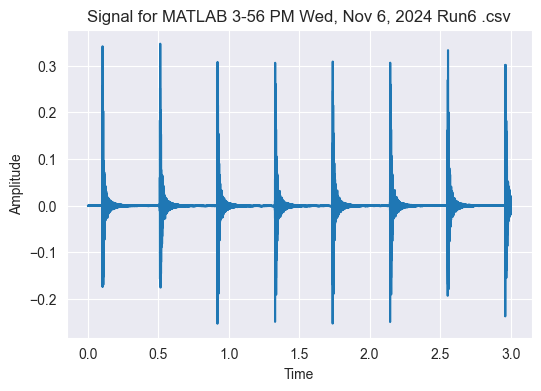 Signal for MATLAB 3-56 PM Wed, Nov 6, 2024 Run6 .csv
0.3
0.2
0.1
0.0
−0.1
−0.2
Amplitude
0.0 0.5 1.0 1.5 2.0 2.5 3.0
Time